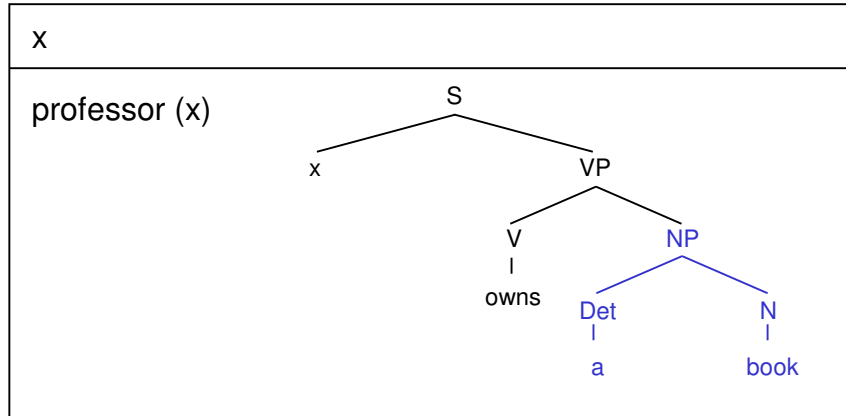 x
professor (x)
S
x
VP
V
NP
owns
Det
N
a
book